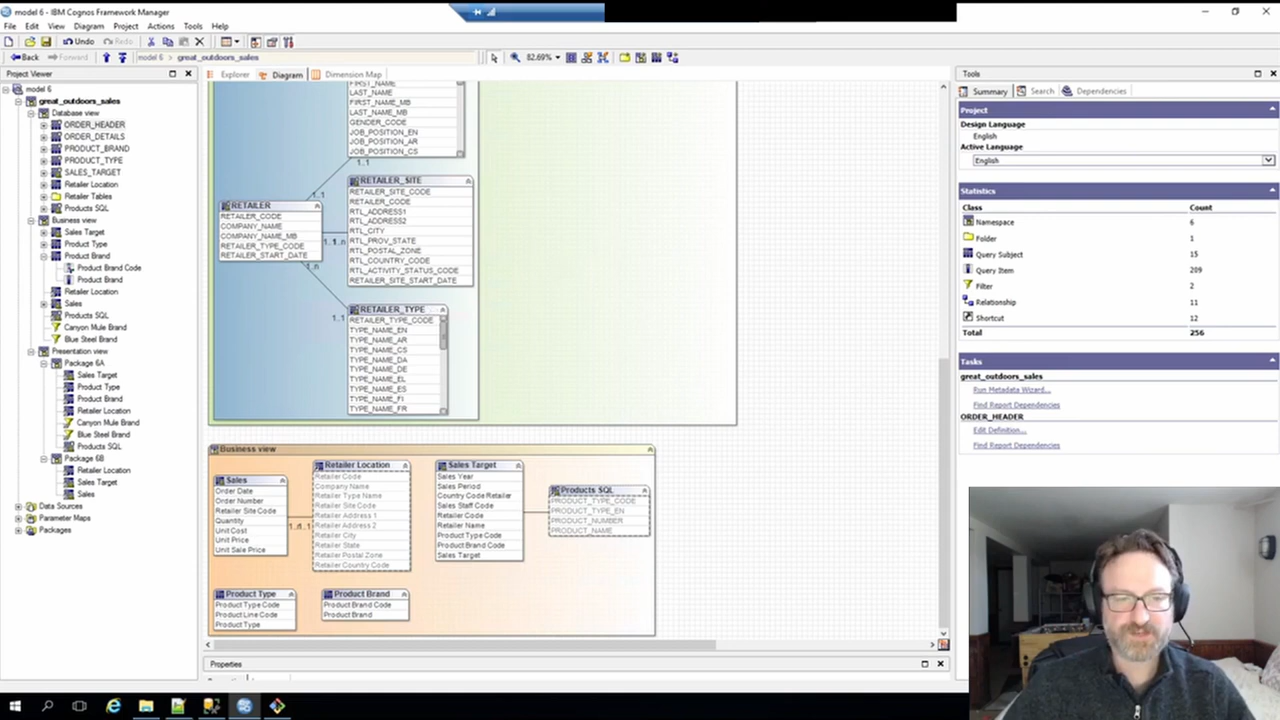 model 6 - IBM Cognos Framework Manager
File Edit View Diagram Project Actions Tools Help
Undo Redo
Back Forward model 6 great_outdoors_sales 82.69%
Project Viewer
model 6
great_outdoors_sales
Database view
ORDER_HEADER
ORDER_DETAILS
PRODUCT_BRAND
PRODUCT_TYPE
SALES_TARGET
Retailer Location
Retailer Tables
Products SQL
Business view
Sales Target
Product Type
Product Brand
Product Brand Code
Product Brand
Retailer Location
Sales
Products SQL
Canyon Mule Brand
Blue Steel Brand
Presentation view
Package 6A
Sales Target
Product Type
Product Brand
Retailer Location
Canyon Mule Brand
Blue Steel Brand
Products SQL
Package 6B
Retailer Location
Sales Target
Sales
Data Sources
Parameter Maps
Packages
Explorer Diagram Dimension Map
FIRST_NAME
LAST_NAME
FIRST_NAME_MB
LAST_NAME_MB
GENDER_CODE
JOB_POSITION_EN
JOB_POSITION_AR
JOB_POSITION_CS
1..1
1..1
RETAILER
RETAILER_CODE
COMPANY_NAME
COMPANY_NAME_MB
RETAILER_TYPE_CODE
RETAILER_START_DATE
1..1..n
1..n
1..1
RETAILER_SITE
RETAILER_SITE_CODE
RETAILER_CODE
RTL_ADDRESS1
RTL_ADDRESS2
RTL_CITY
RTL_PROV_STATE
RTL_POSTAL_ZONE
RTL_COUNTRY_CODE
RTL_ACTIVITY_STATUS_CODE
RETAILER_SITE_START_DATE
RETAILER_TYPE
RETAILER_TYPE_CODE
TYPE_NAME_EN
TYPE_NAME_AR
TYPE_NAME_CS
TYPE_NAME_DA
TYPE_NAME_DE
TYPE_NAME_EL
TYPE_NAME_ES
TYPE_NAME_FI
TYPE_NAME_FR
Business view
Sales
Order Date
Order Number
Retailer Site Code
Quantity
Unit Cost
Unit Price
Unit Sale Price
Retailer Location
Retailer Code
Company Name
Retailer Type Name
Retailer Site Code
Retailer Address 1
Retailer Address 2
Retailer City
Retailer State
Retailer Postal Zone
Retailer Country Code
Sales Target
Sales Year
Sales Period
Country Code Retailer
Sales Staff Code
Retailer Code
Retailer Name
Product Type Code
Product Brand Code
Sales Target
Products SQL
PRODUCT_TYPE_CODE
PRODUCT_TYPE_EN
PRODUCT_NUMBER
PRODUCT_NAME
Product Type
Product Type Code
Product Line Code
Product Type
Product Brand
Product Brand Code
Product Brand
Properties
Tools
Summary Search Dependencies
Project
Design Language
English
Active Language
English
Statistics
Class Count
Namespace 6
Folder 1
Query Subject 15
Query Item 209
Filter 2
Relationship 11
Shortcut 12
Total 256
Tasks
great_outdoors_sales
Run Metadata Wizard...
Find Report Dependencies
ORDER_HEADER
Edit Definition...
Find Report Dependencies